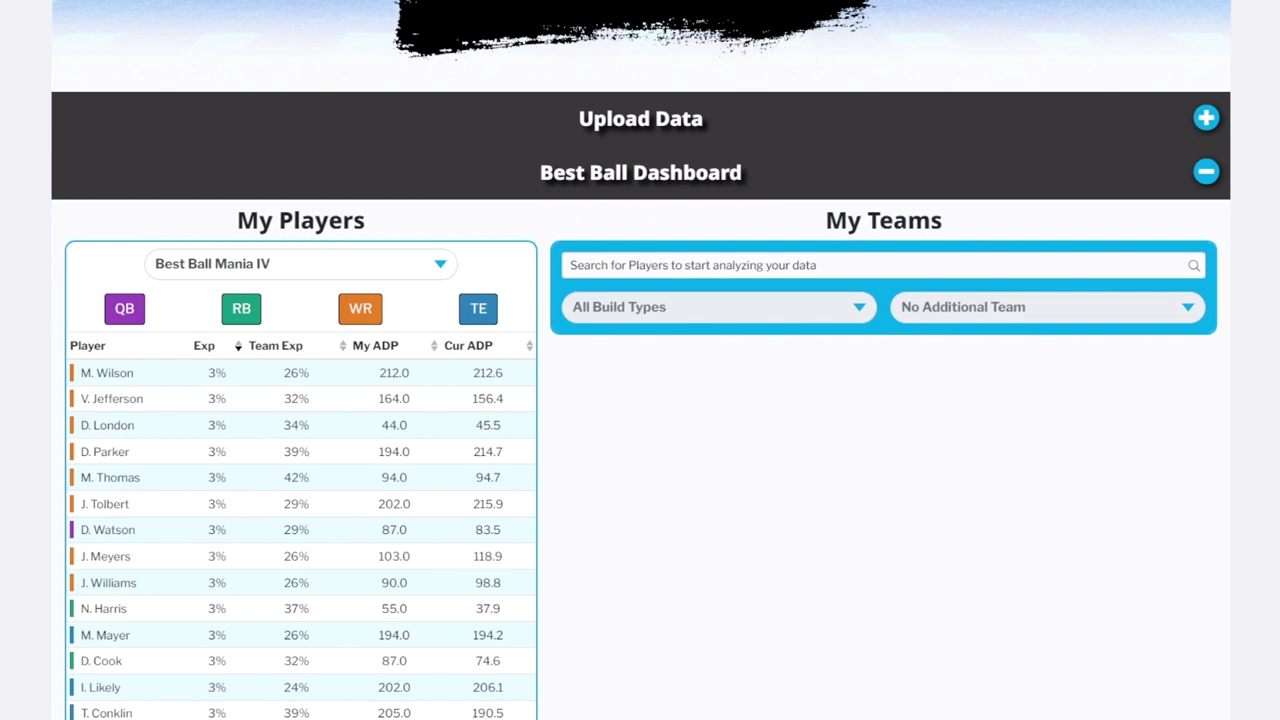 Upload Data
Best Ball Dashboard
My Players
My Teams
Best Ball Mania IV
Search for Players to start analyzing your data
All Build Types
No Additional Team
QB RB WR TE
Player Exp Team Exp My ADP Cur ADP
M. Wilson 3% 26% 212.0 212.6
V. Jefferson 3% 32% 164.0 156.4
D. London 3% 34% 44.0 45.5
D. Parker 3% 39% 194.0 214.7
M. Thomas 3% 42% 94.0 94.7
J. Tolbert 3% 29% 202.0 215.9
D. Watson 3% 29% 87.0 83.5
J. Meyers 3% 26% 103.0 118.9
J. Williams 3% 26% 90.0 98.8
N. Harris 3% 37% 55.0 37.9
M. Mayer 3% 26% 194.0 194.2
D. Cook 3% 32% 87.0 74.6
I. Likely 3% 24% 202.0 206.1
T. Conklin 3% 39% 205.0 190.5